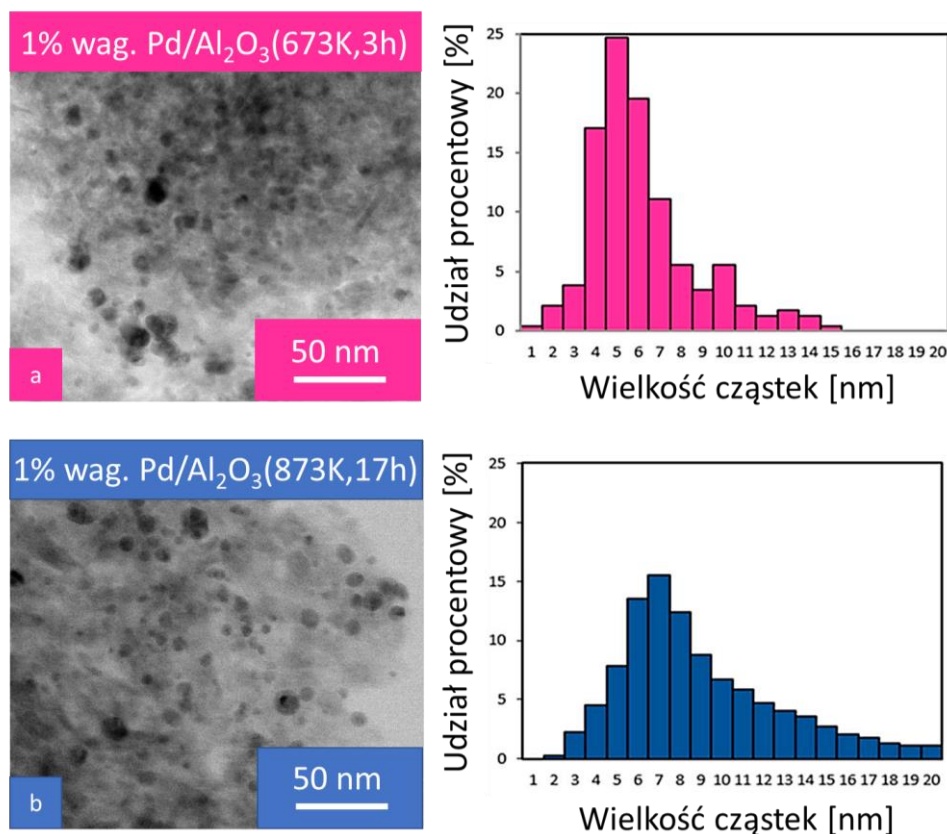 1% wag. Pd/Al₂O₃(673K,3h)
50 nm
a
Udział procentowy [%]
25
20
15
10
5
0
1 2 3 4 5 6 7 8 9 10 11 12 13 14 15 16 17 18 19 20
Wielkość cząstek [nm]
1% wag. Pd/Al₂O₃(873K,17h)
50 nm
b
Udział procentowy [%]
25
20
15
10
5
0
1 2 3 4 5 6 7 8 9 10 11 12 13 14 15 16 17 18 19 20
Wielkość cząstek [nm]